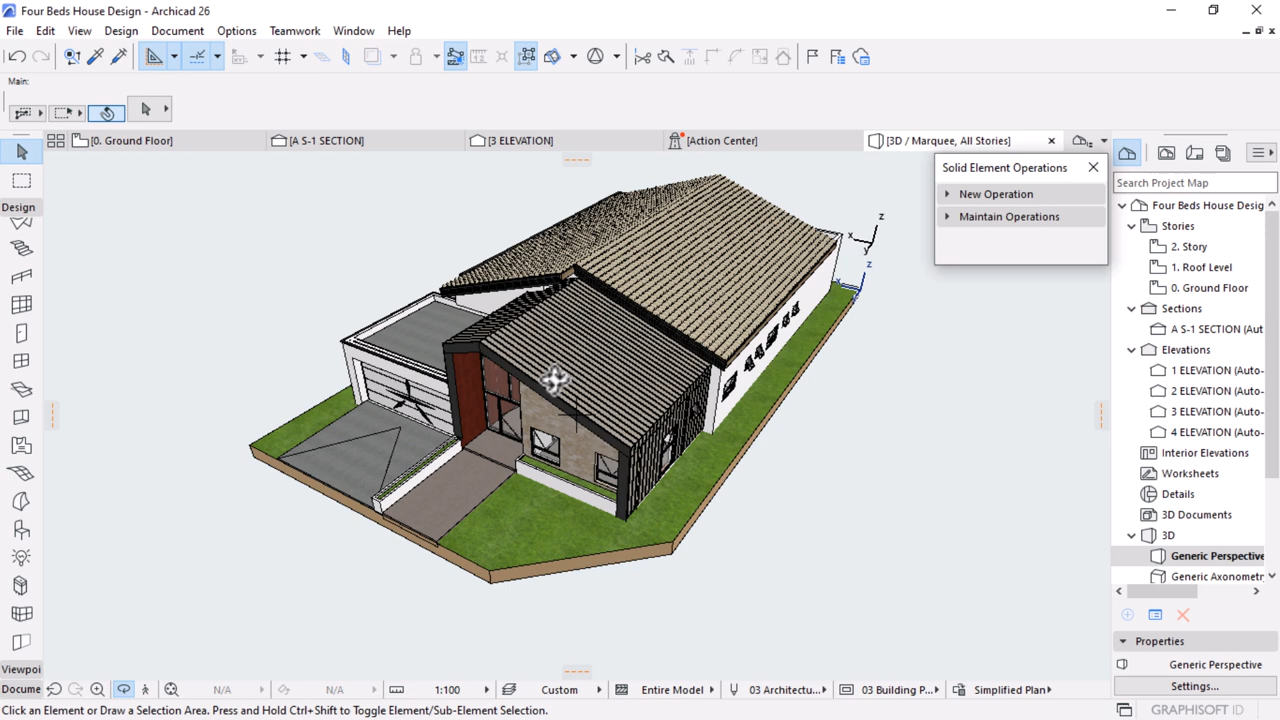 Four Beds House Design - Archicad 26
File Edit View Design Document Options Teamwork Window Help
Main:
[0. Ground Floor]
[A S-1 SECTION]
[3 ELEVATION]
[Action Center]
[3D / Marquee, All Stories]
Solid Element Operations
New Operation
Maintain Operations
Design
Viewpoi
Docume
Search Project Map
Four Beds House Desig
Stories
2. Story
1. Roof Level
0. Ground Floor
Sections
A S-1 SECTION (Aut
Elevations
1 ELEVATION (Auto-
2 ELEVATION (Auto-
3 ELEVATION (Auto-
4 ELEVATION (Auto-
Interior Elevations
Worksheets
Details
3D Documents
3D
Generic Perspective
Generic Axonometr
Properties
Generic Perspective
Settings...
z
x
y
z
x
N/A
N/A
1:100
Custom
Entire Model
03 Architectu...
03 Building P...
Simplified Plan
Click an Element or Draw a Selection Area. Press and Hold Ctrl+Shift to Toggle Element/Sub-Element Selection.
GRAPHISOFT ID